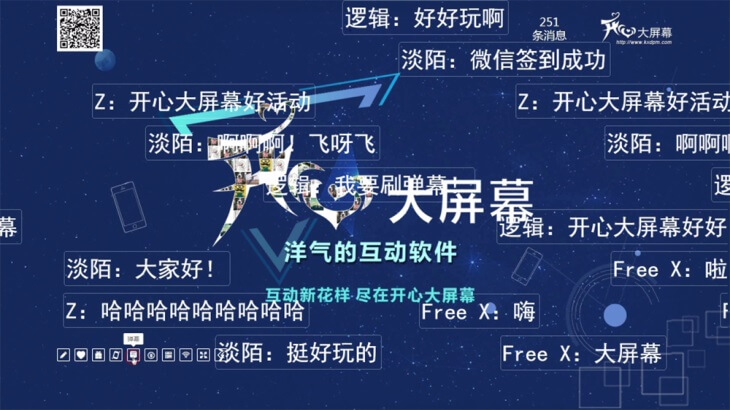 逻辑：好好玩啊
251
条消息
开心大屏幕
http://www.kxdpm.com
淡陌：微信签到成功
Z：开心大屏幕好活动
Z：开心大屏幕好活动
淡陌：啊啊啊！飞呀飞
淡陌：啊啊啊
逻辑：我要刷弹幕！
逻
开心大屏幕
幕
逻辑：开心大屏幕好好
洋气的互动软件
淡陌：大家好！
Free X：啦
互动新花样 尽在开心大屏幕
Z：哈哈哈哈哈哈哈哈哈
Free X：嗨
弹幕
淡陌：挺好玩的
Free X：大屏幕